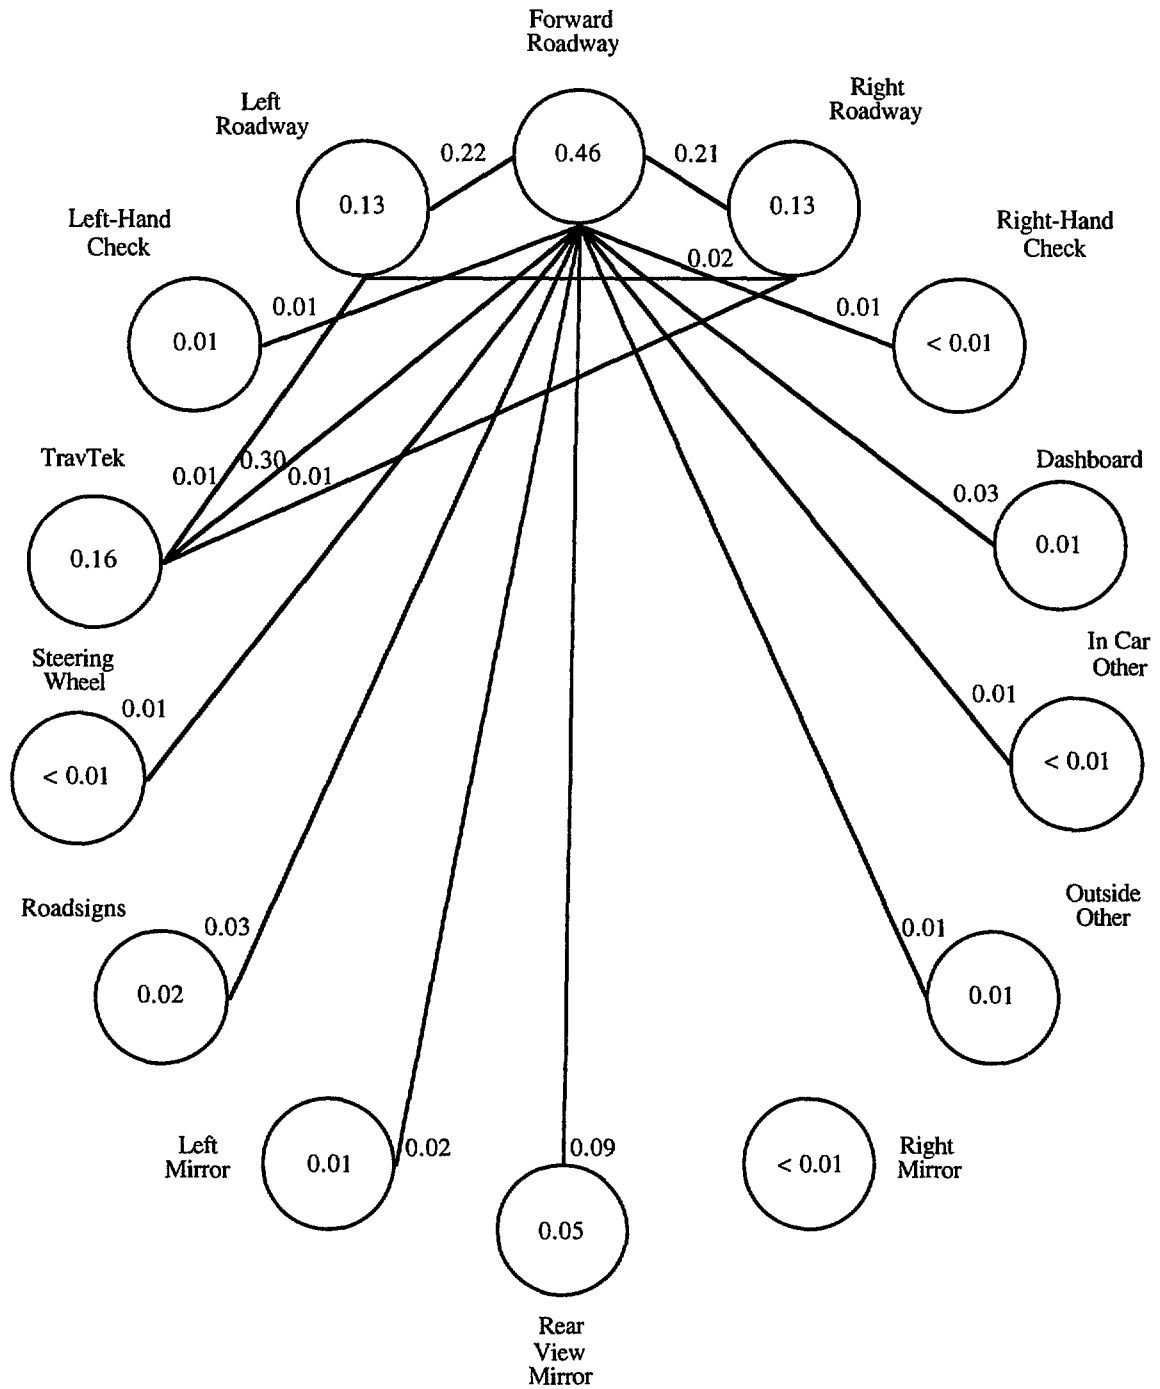 Forward
Roadway
Left
Roadway
Right
Roadway
0.22
0.46
0.21
0.13
0.13
Left-Hand
Check
Right-Hand
Check
0.02
0.01
0.01
0.01
< 0.01
TravTek
0.01
0.30
0.01
Dashboard
0.03
0.16
0.01
Steering
Wheel
In Car
Other
0.01
0.01
< 0.01
< 0.01
Roadsigns
Outside
Other
0.03
0.01
0.02
0.01
Left
Mirror
0.01
0.02
0.09
< 0.01
Right
Mirror
0.05
Rear
View
Mirror